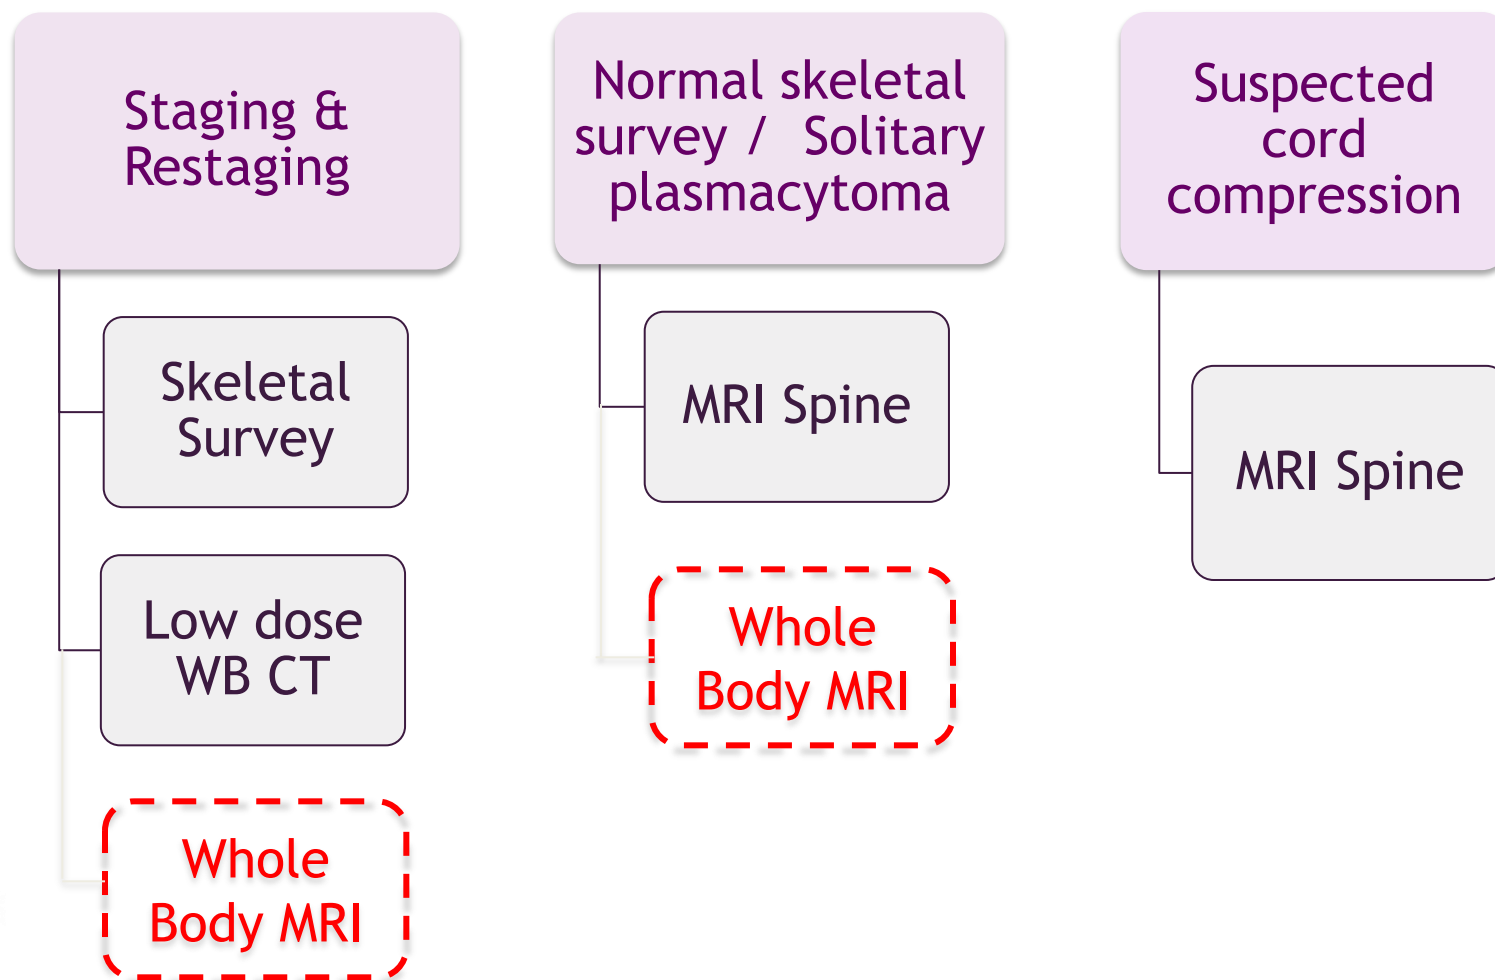 Staging &
Restaging
Skeletal
Survey
Low dose
WB CT
Whole
Body MRI
Normal skeletal
survey / Solitary
plasmacytoma
MRI Spine
Whole
Body MRI
Suspected
cord
compression
MRI Spine